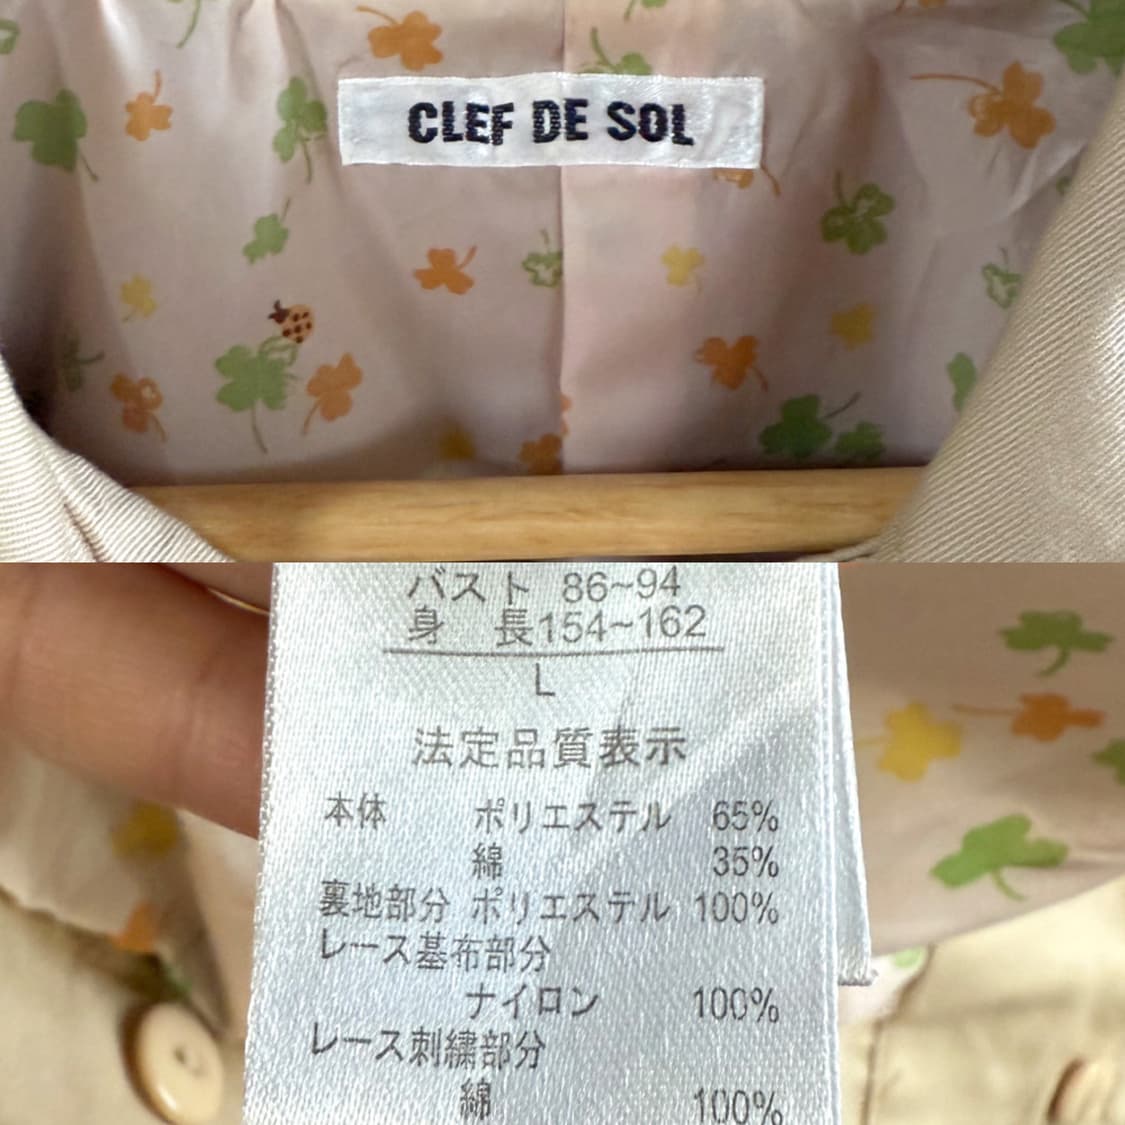 CLEF DE SOL
バスト 86~94
身 長154~162
L
法定品質表示
本体 ポリエステル 65%
綿 35%
裏地部分 ポリエステル 100%
レース基布部分
ナイロン 100%
レース刺繍部分
綿 100%